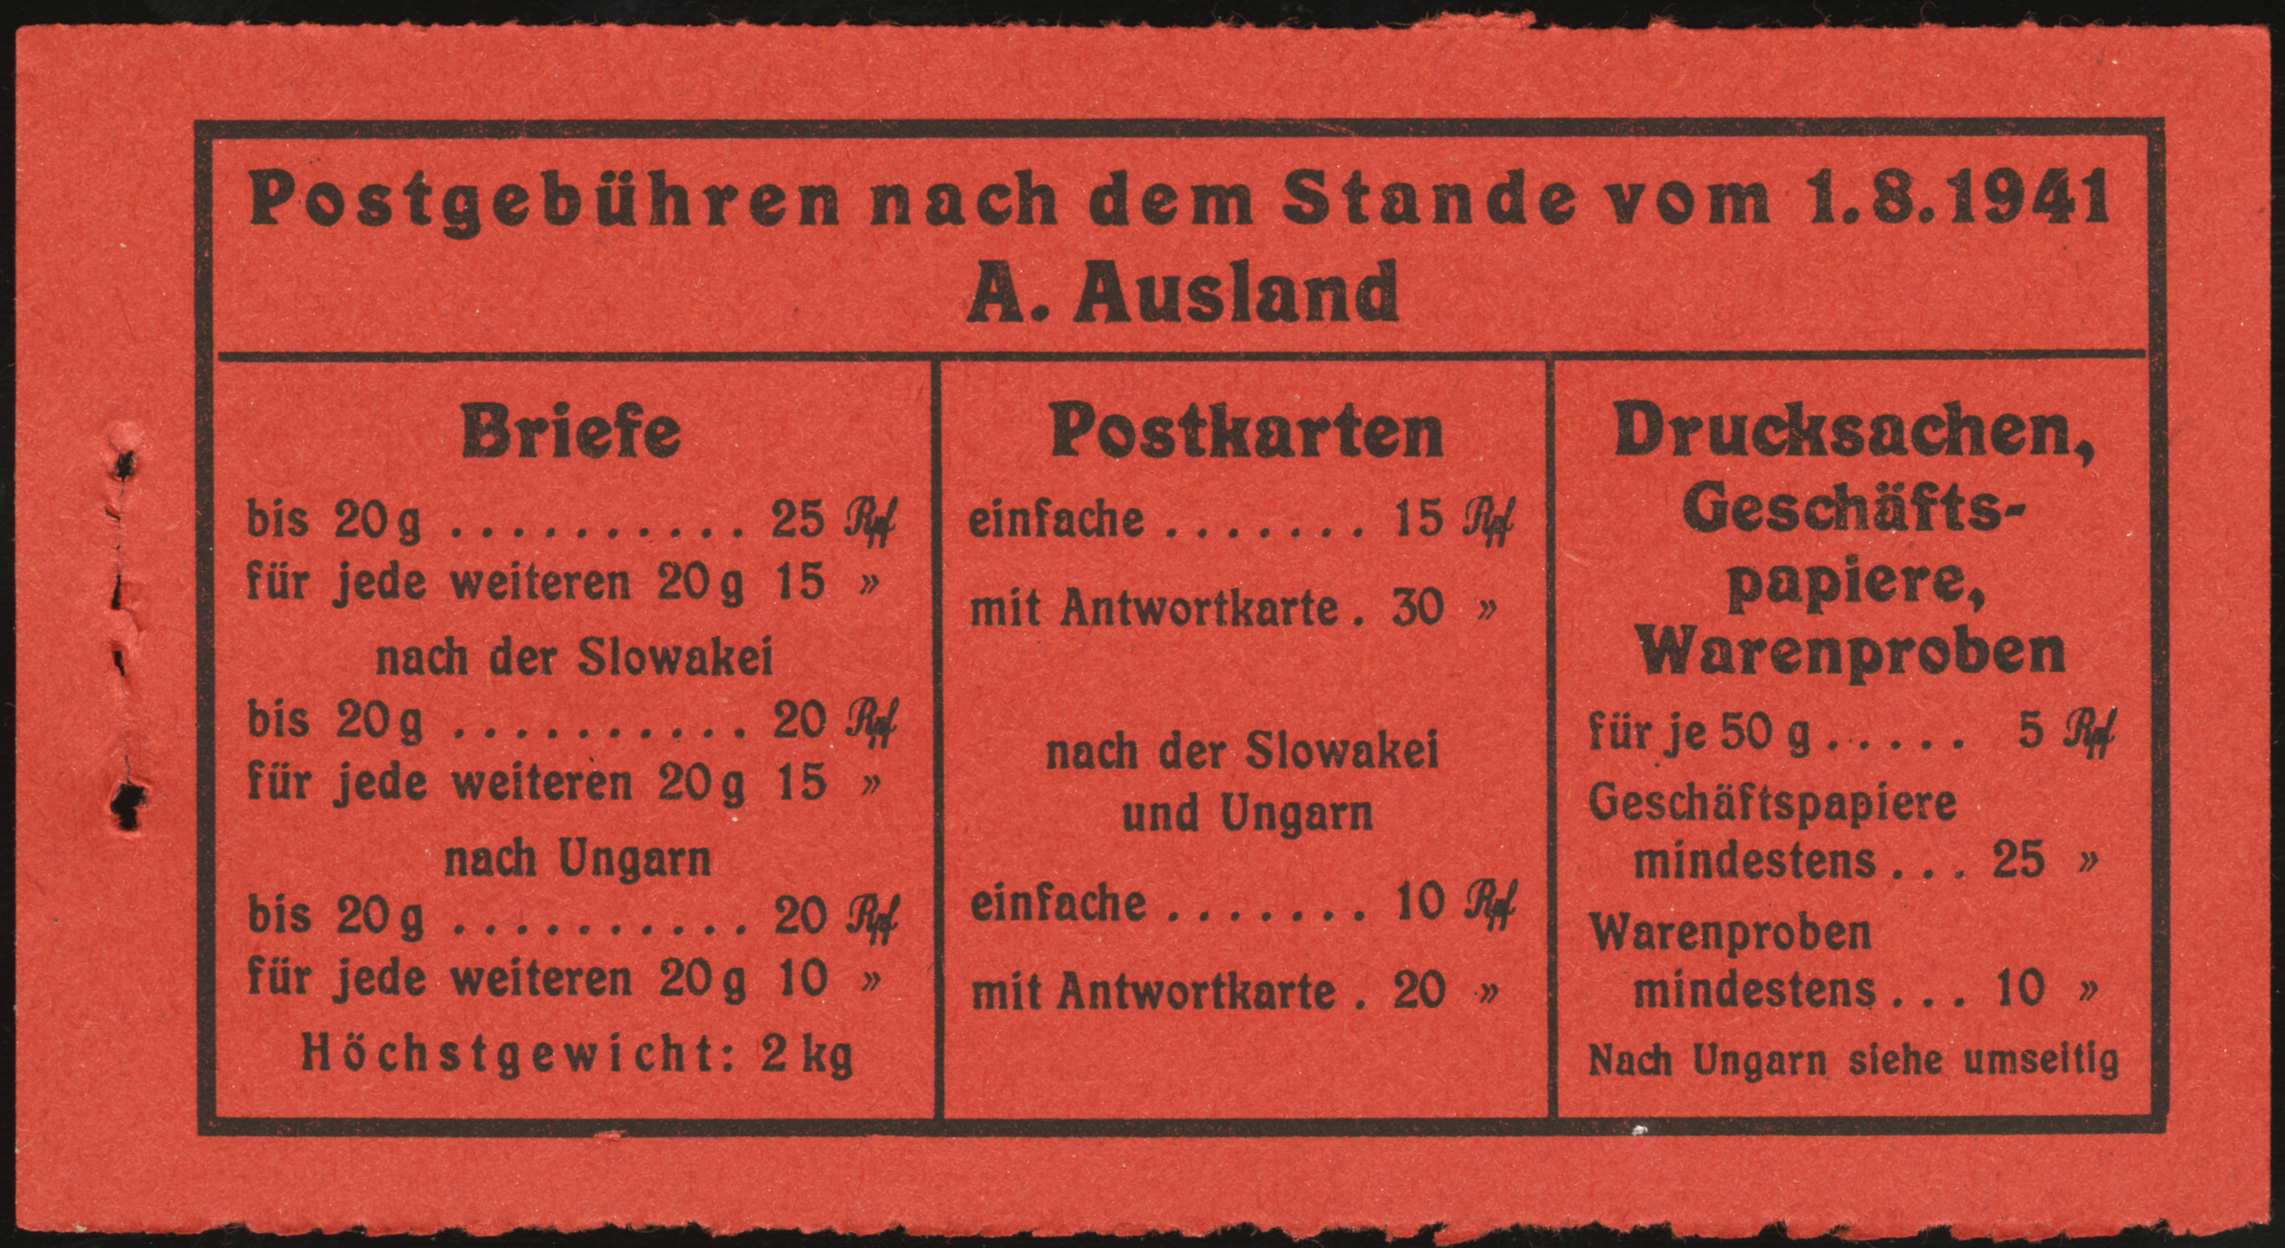 Postgebühren nach dem Stande vom 1.8.1941
A. Ausland
Briefe
bis 20 g .......... 25 Rpf
für jede weiteren 20 g 15 »
nach der Slowakei
bis 20 g .......... 20 Rpf
für jede weiteren 20 g 15 »
nach Ungarn
bis 20 g .......... 20 Rpf
für jede weiteren 20 g 10 »
Höchstgewicht: 2 kg
Postkarten
einfache ....... 15 Rpf
mit Antwortkarte . 30 »
nach der Slowakei
und Ungarn
einfache ....... 10 Rpf
mit Antwortkarte . 20 »
Drucksachen,
Geschäfts-
papiere,
Warenproben
für je 50 g ..... 5 Rpf
Geschäftspapiere
mindestens ... 25 »
Warenproben
mindestens ... 10 »
Nach Ungarn siehe umseitig